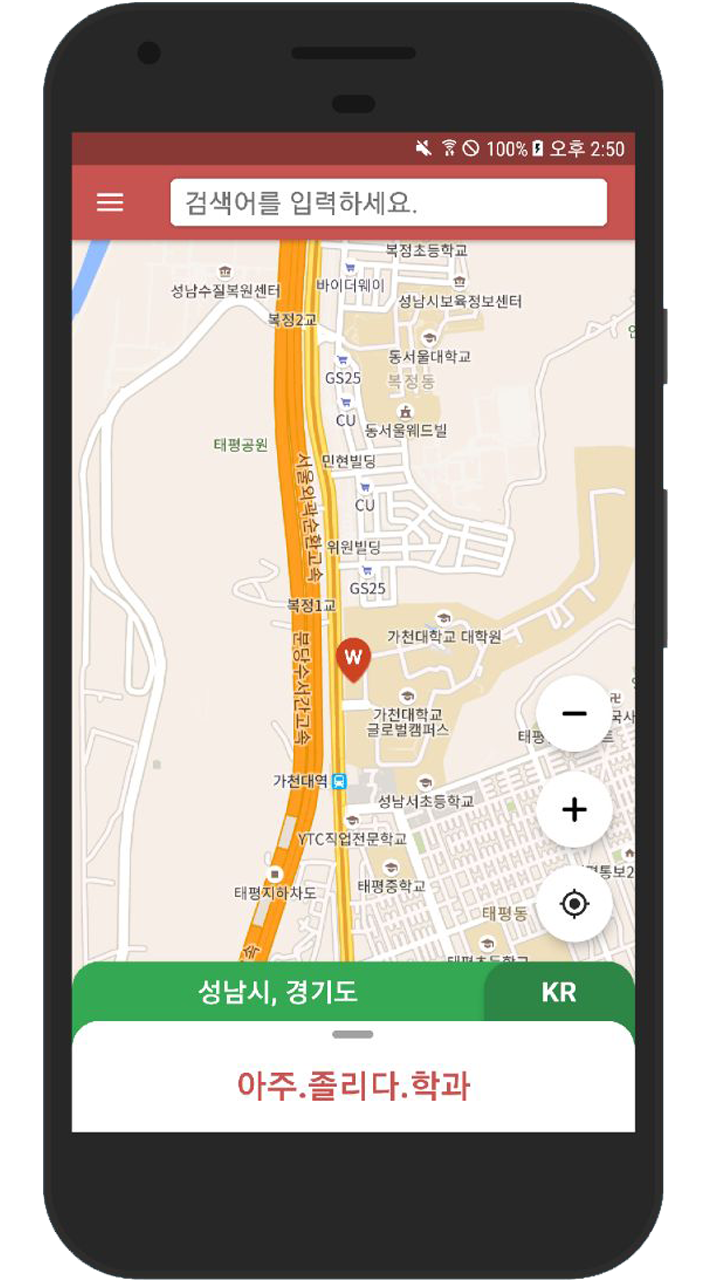 100% 오후 2:50
검색어를 입력하세요.
복정초등학교
성남수질복원센터
바이더웨이
성남시보육정보센터
복정2교
동서울대학교
GS25
복정동
CU
동서울웨드빌
태평공원
민현빌딩
서울외곽순환고속
CU
위원빌딩
GS25
복정1교
가천대학교 대학원
분당수서간고속
W
가천대학교
글로벌캠퍼스
가천대역
성남서초등학교
YTC직업전문학교
태평중학교
태평지하차도
태평동
성남시, 경기도
KR
아주.졸리다.학과